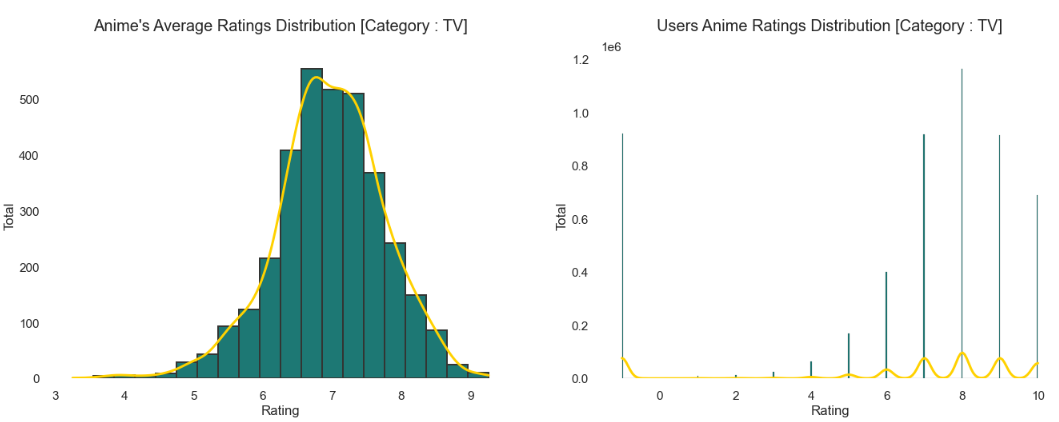 Anime's Average Ratings Distribution [Category : TV]
Total
500
400
300
200
100
0
3 4 5 6 7 8 9
Rating
Users Anime Ratings Distribution [Category : TV]
1e6
Total
1.2
1.0
0.8
0.6
0.4
0.2
0.0
0 2 4 6 8 10
Rating